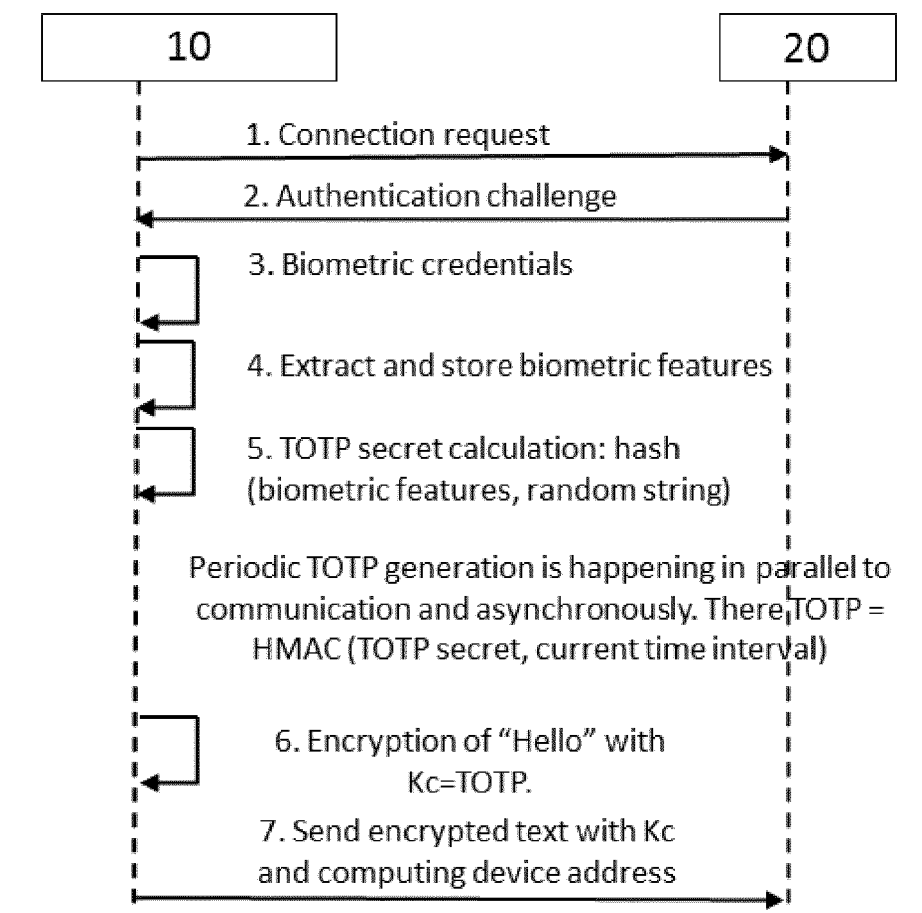 10
20
1. Connection request
2. Authentication challenge
3. Biometric credentials
4. Extract and store biometric features
5. TOTP secret calculation: hash
(biometric features, random string)
Periodic TOTP generation is happening in parallel to
communication and asynchronously. There TOTP =
HMAC (TOTP secret, current time interval)
6. Encryption of “Hello” with
Kc=TOTP.
7. Send encrypted text with Kc
and computing device address